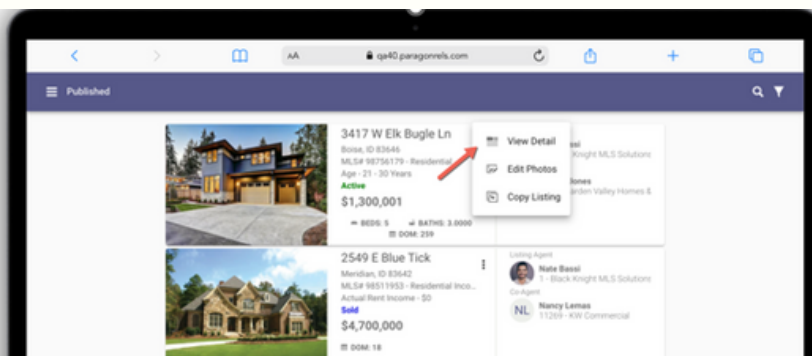 AA
qa40.paragonrels.com
Published
3417 W Elk Bugle Ln
Boise, ID 83646
MLS# 98756179 - Residential
Age - 21 - 30 Years
Active
$1,300,001
BEDS: 5 BATHS: 3.0000
DOM: 259
View Detail
Edit Photos
Copy Listing
Bassi
Knight MLS Solutions
Jones
arden Valley Homes &
2549 E Blue Tick
Meridian, ID 83642
MLS# 98511953 - Residential Inco...
Actual Rent Income - $0
Sold
$4,700,000
DOM: 18
Listing Agent
Nate Bassi
1 - Black Knight MLS Solutions
Co-Agent
NL
Nancy Lemas
11269 - KW Commercial